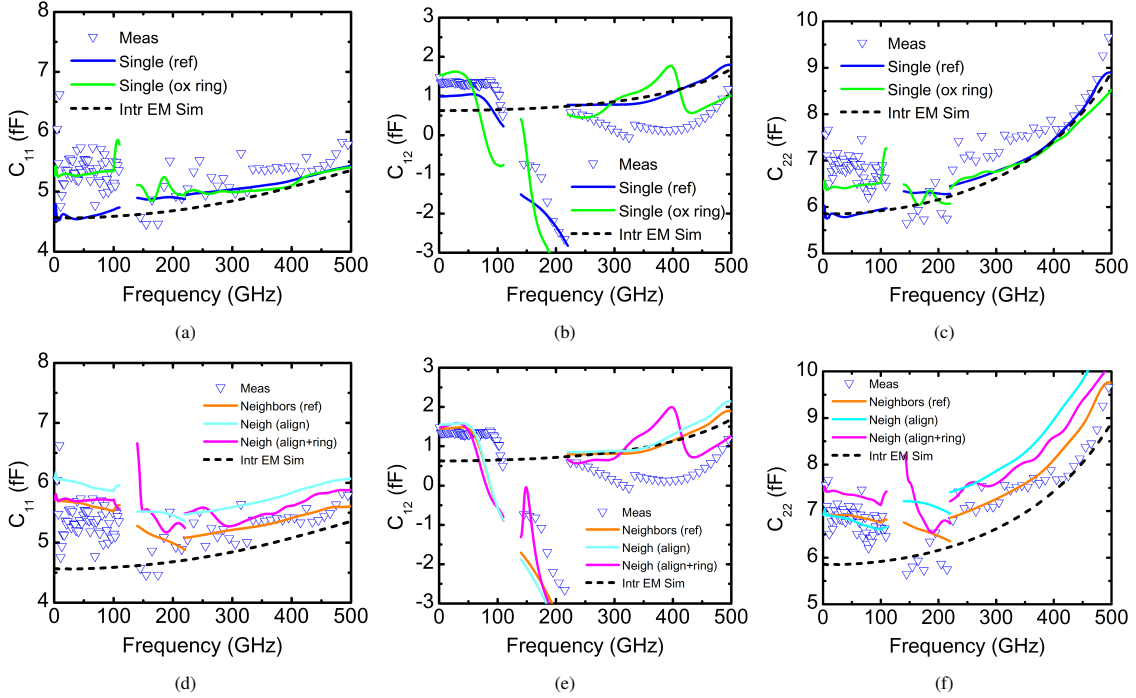 8
7
6
5
4
C11 (fF)
Meas
Single (ref)
Single (ox ring)
Intr EM Sim
0 100 200 300 400 500
Frequency (GHz)
(a)
3
2
1
0
-1
-2
-3
C12 (fF)
Meas
Single (ref)
Single (ox ring)
Intr EM Sim
0 100 200 300 400 500
Frequency (GHz)
(b)
10
9
8
7
6
5
C22 (fF)
Meas
Single (ref)
Single (ox ring)
Intr EM Sim
0 100 200 300 400 500
Frequency (GHz)
(c)
8
7
6
5
4
C11 (fF)
Meas
Neighbors (ref)
Neigh (align)
Neigh (align+ring)
Intr EM Sim
0 100 200 300 400 500
Frequency (GHz)
(d)
3
2
1
0
-1
-2
-3
C12 (fF)
Meas
Neighbors (ref)
Neigh (align)
Neigh (align+ring)
Intr EM Sim
0 100 200 300 400 500
Frequency (GHz)
(e)
10
9
8
7
6
5
C22 (fF)
Meas
Neighbors (ref)
Neigh (align)
Neigh (align+ring)
Intr EM Sim
0 100 200 300 400 500
Frequency (GHz)
(f)